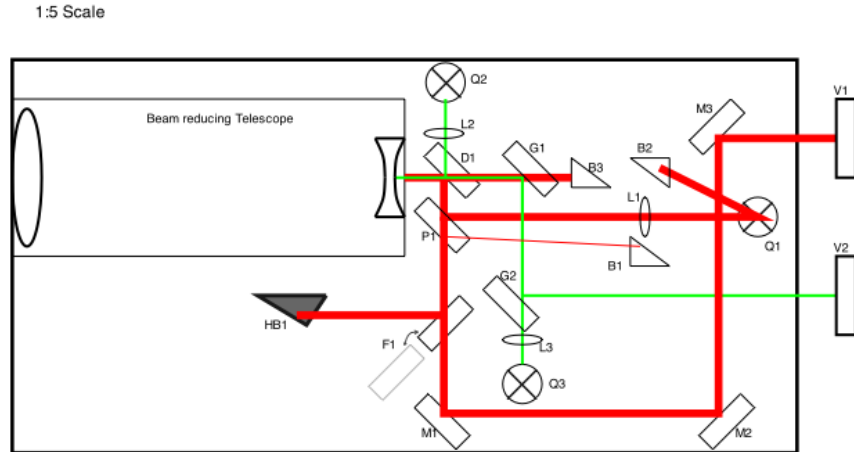 1:5 Scale
Q2
V1
M3
Beam reducing Telescope
L2
G1
B2
D1
B3
L1
P1
Q1
B1
V2
G2
HB1
F1
L3
Q3
M1
M2